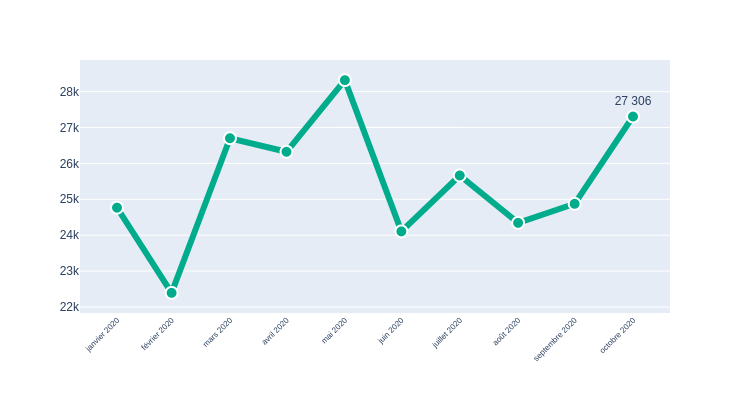 27 306
28k
27k
26k
25k
24k
23k
22k
janvier 2020
février 2020
mars 2020
avril 2020
mai 2020
juin 2020
juillet 2020
août 2020
septembre 2020
octobre 2020